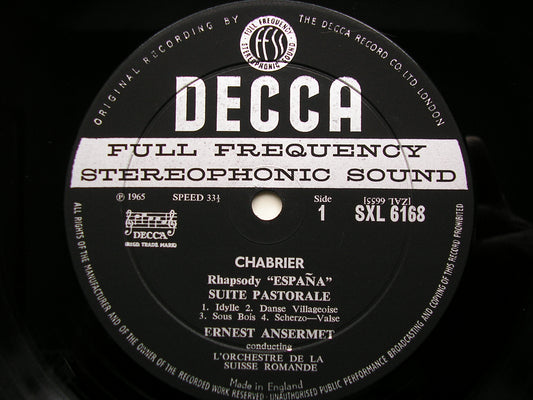 ORIGINAL RECORDING BY THE DECCA RECORD CO. LTD. LONDON
FULL FREQUENCY
ffss
STEREOPHONIC SOUND
DECCA
FULL FREQUENCY
STEREOPHONIC SOUND
℗ 1965 SPEED 33⅓ Side 1 [ZAL 6655]
SXL 6168
DECCA
(REGD. TRADE MARK)
CHABRIER
Rhapsody "ESPAÑA"
SUITE PASTORALE
1. Idylle 2. Danse Villageoise
3. Sous Bois 4. Scherzo—Valse
ERNEST ANSERMET
conducting
L'ORCHESTRE DE LA
SUISSE ROMANDE
Made in England
ALL RIGHTS OF THE MANUFACTURER AND OF THE OWNER OF THE RECORDED WORK RESERVED · UNAUTHORISED PUBLIC PERFORMANCE BROADCASTING AND COPYING OF THIS RECORD PROHIBITED